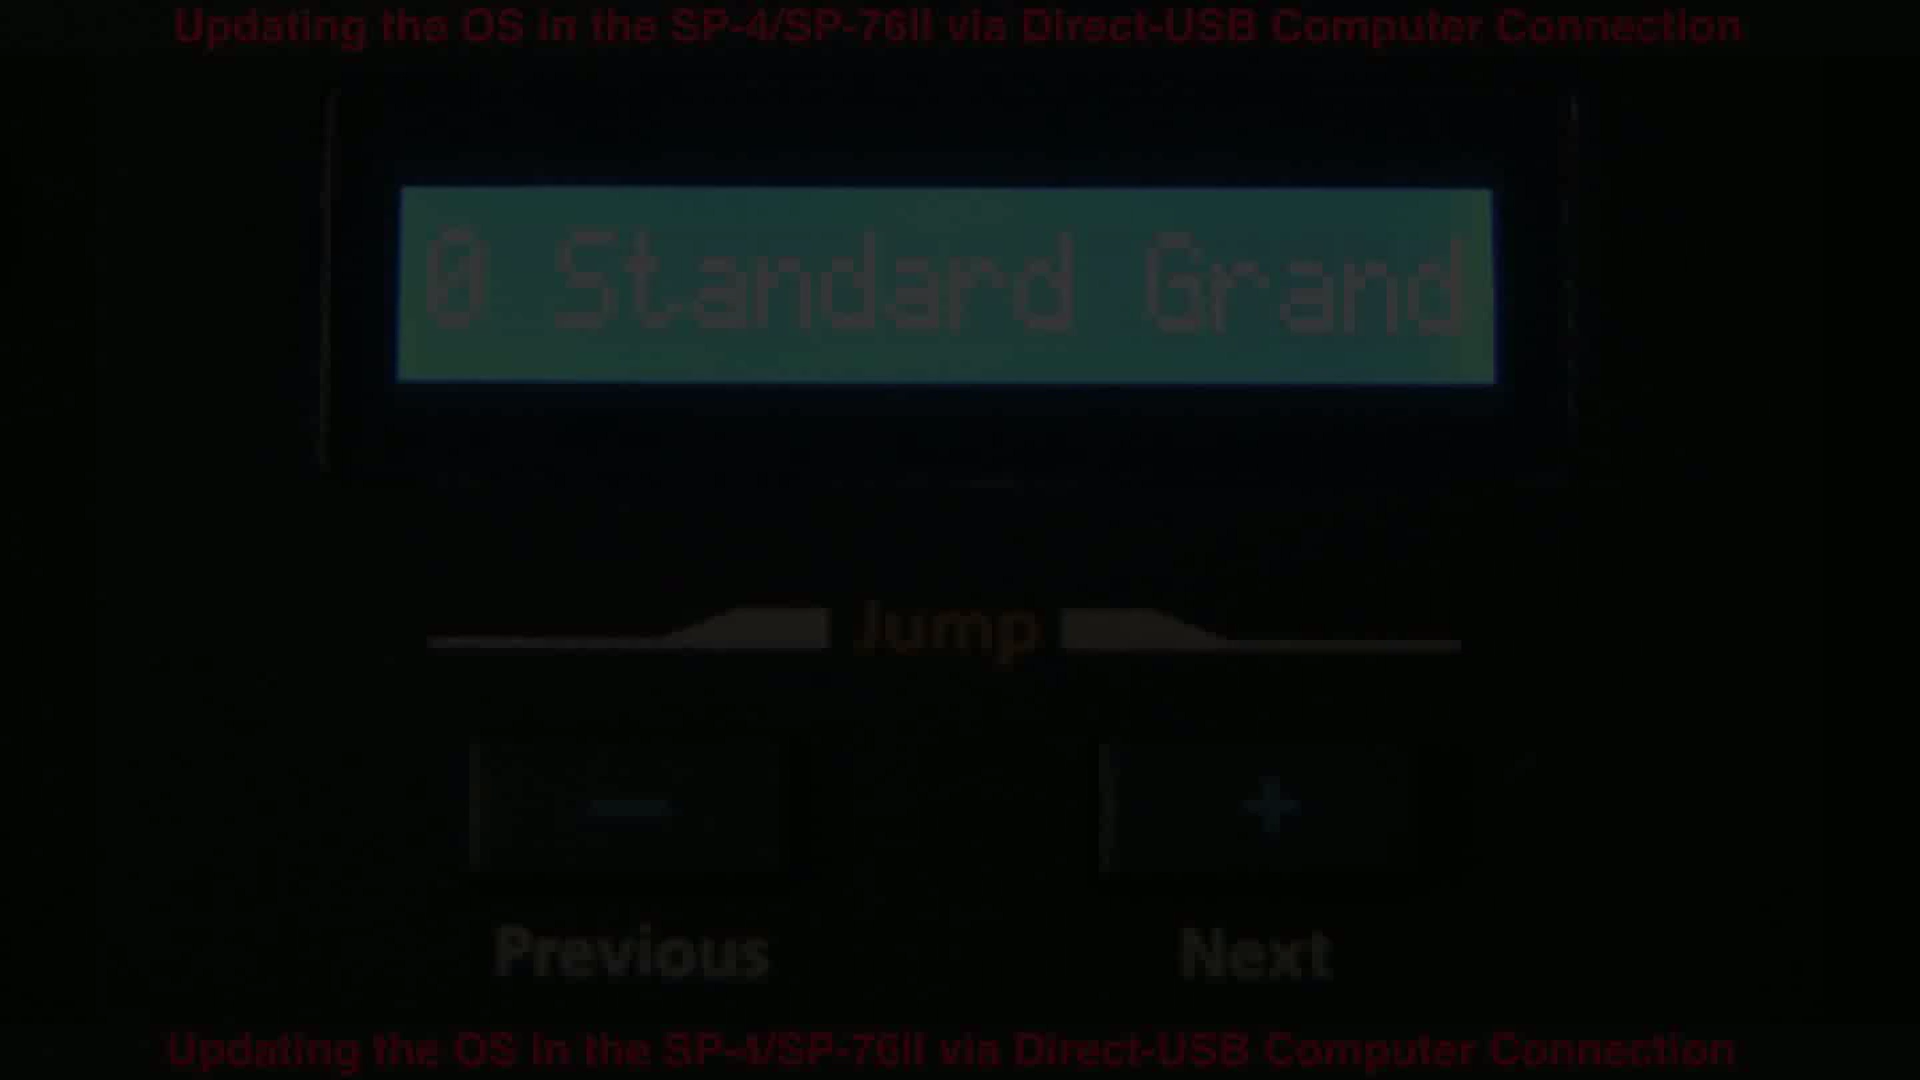 Updating the OS in the SP-4/SP-76II via Direct-USB Computer Connection
0 Standard Grand
Jump
− +
Previous Next
Updating the OS in the SP-4/SP-76II via Direct-USB Computer Connection